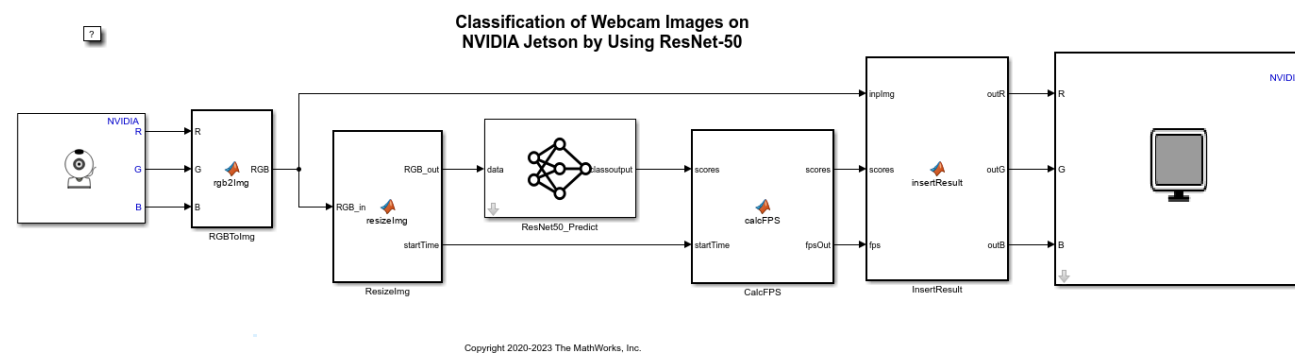 Classification of Webcam Images on
NVIDIA Jetson by Using ResNet-50
?
NVIDIA
R
G
B
R
G
B
rgb2Img
RGB
RGBToImg
RGB_in
resizeImg
RGB_out
startTime
ResizeImg
data
classoutput
ResNet50_Predict
scores
startTime
calcFPS
scores
fpsOut
CalcFPS
inpImg
scores
fps
insertResult
outR
outG
outB
InsertResult
R
G
B
NVIDI
Copyright 2020-2023 The MathWorks, Inc.